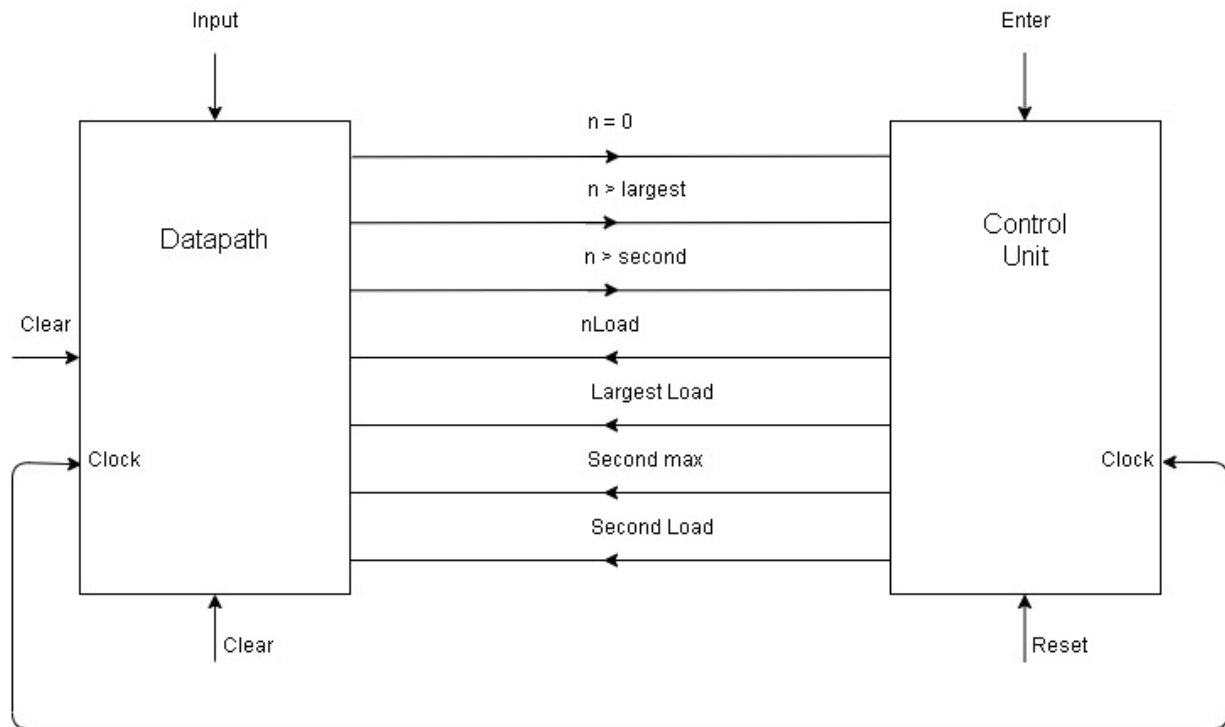 Input
Enter
n = 0
n > largest
Datapath
Control
Unit
n > second
Clear
nLoad
Largest Load
Clock
Second max
Clock
Second Load
Clear
Reset